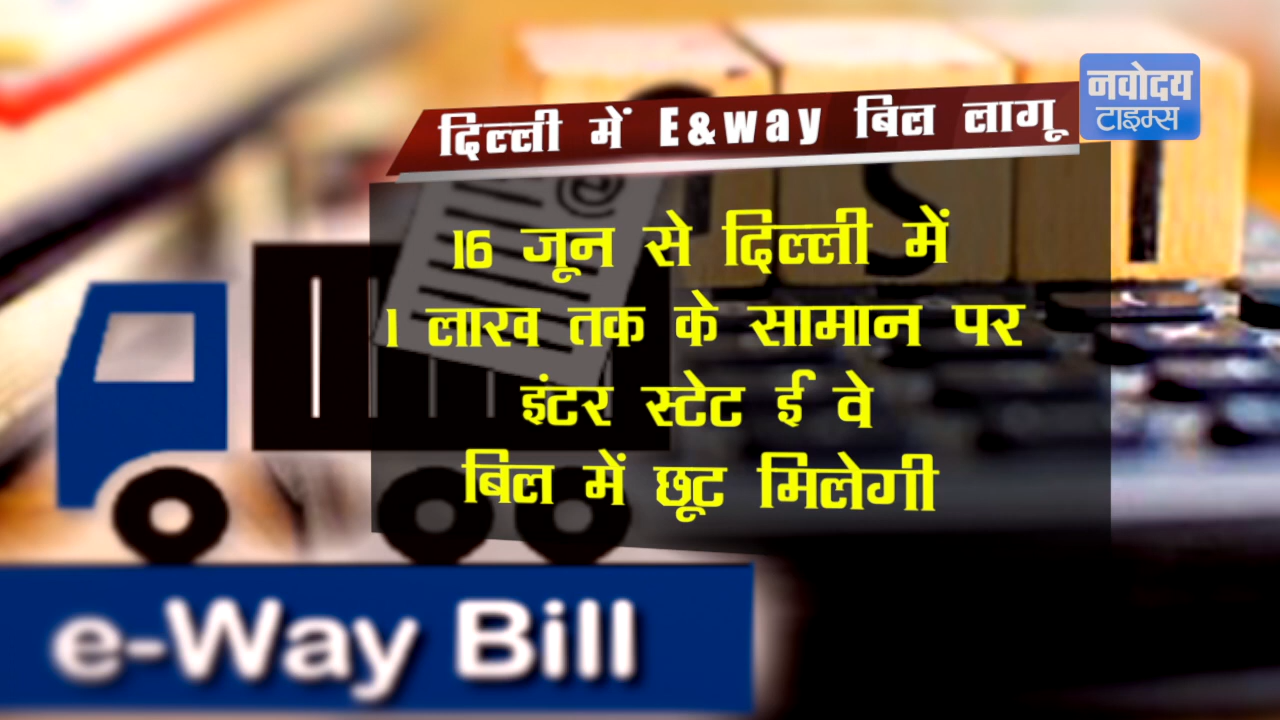 नवोदय
टाइम्स
दिल्ली में E&way बिल लागू
16 जून से दिल्ली में
1 लाख तक के सामान पर
इंटर स्टेट ई वे
बिल में छूट मिलेगी
@
S
e-Way Bill